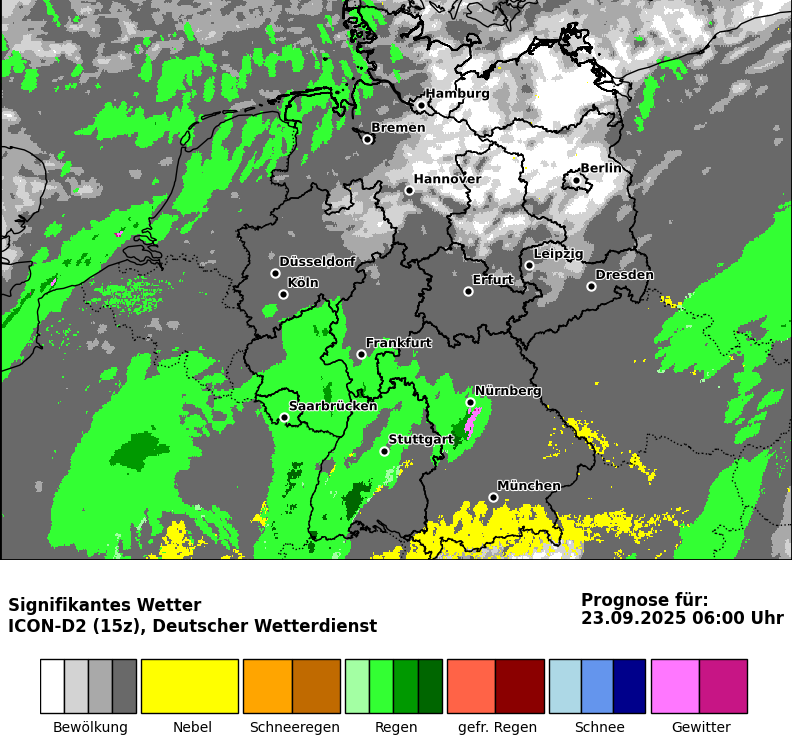 Hamburg
Bremen
Berlin
Hannover
Leipzig
Düsseldorf
Dresden
Köln
Erfurt
Frankfurt
Nürnberg
Saarbrücken
Stuttgart
München
Signifikantes Wetter
ICON-D2 (15z), Deutscher Wetterdienst
Prognose für:
23.09.2025 06:00 Uhr
Bewölkung Nebel Schneeregen Regen gefr. Regen Schnee Gewitter